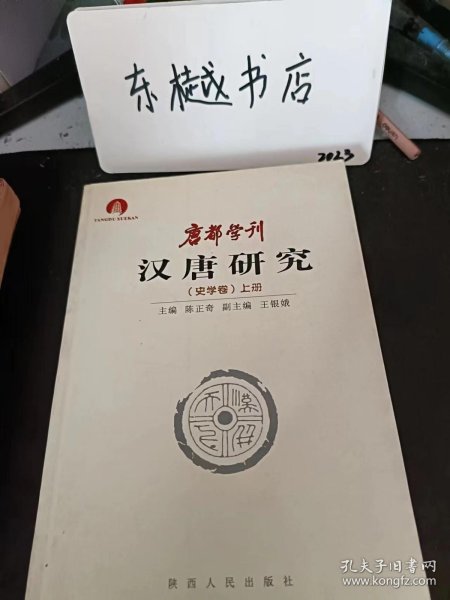 东樾书店
2023
TANGDU XUEKAN
唐都学刊
汉唐研究
（史学卷）上册
主编 陈正奇 副主编 王银娥
陕西人民出版社
孔夫子旧书网
www.kongfz.com